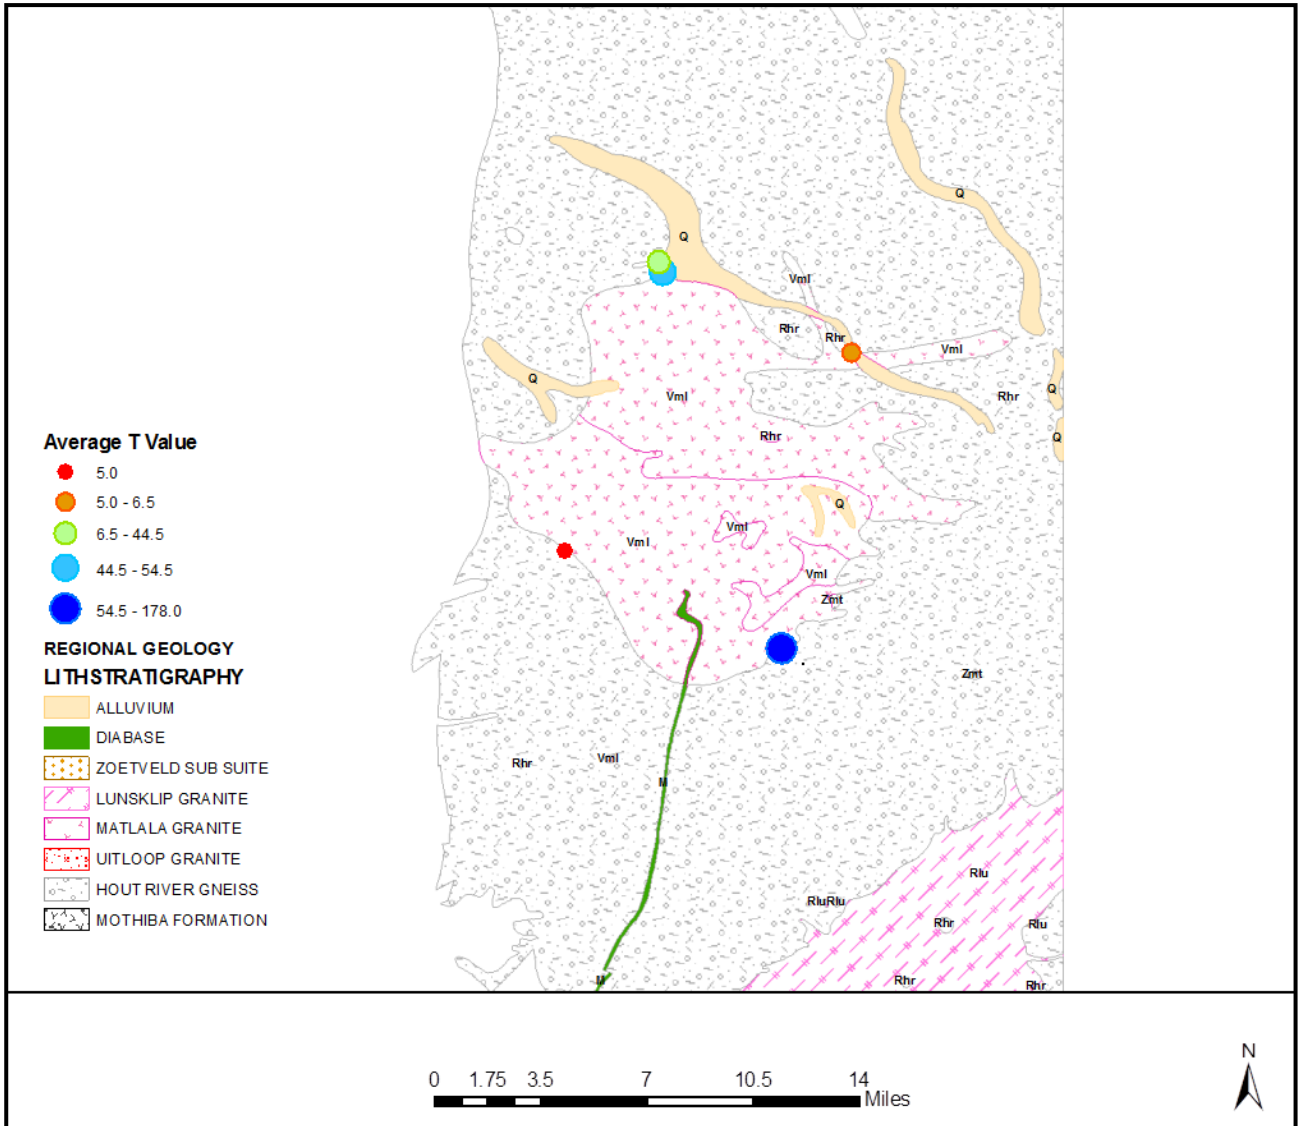 Q
Q
Vml
Rhr
Rhr
Vml
Q
Q
Vml
Rhr
Rhr
Q
Average T Value
5.0
5.0 - 6.5
6.5 - 44.5
44.5 - 54.5
54.5 - 178.0
REGIONAL GEOLOGY
LITHSTRATIGRAPHY
ALLUVIUM
DIABASE
ZOETVELD SUB SUITE
LUNSKLIP GRANITE
MATLALA GRANITE
UITLOOP GRANITE
HOUT RIVER GNEISS
MOTHIBA FORMATION
Q
Vml
Vml
Vml
Zmt
Zmt
Rhr
Vml
M
Rlu
RluRlu
Rhr
Rlu
M
Rhr
Rhr
0 1.75 3.5 7 10.5 14
Miles
N